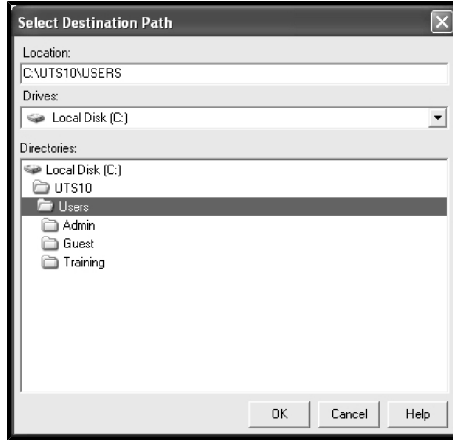 Select Destination Path
Location:
C:\UTS10\USERS
Drives:
Local Disk (C:)
Directories:
Local Disk (C:)
UTS10
Users
Admin
Guest
Training
OK Cancel Help